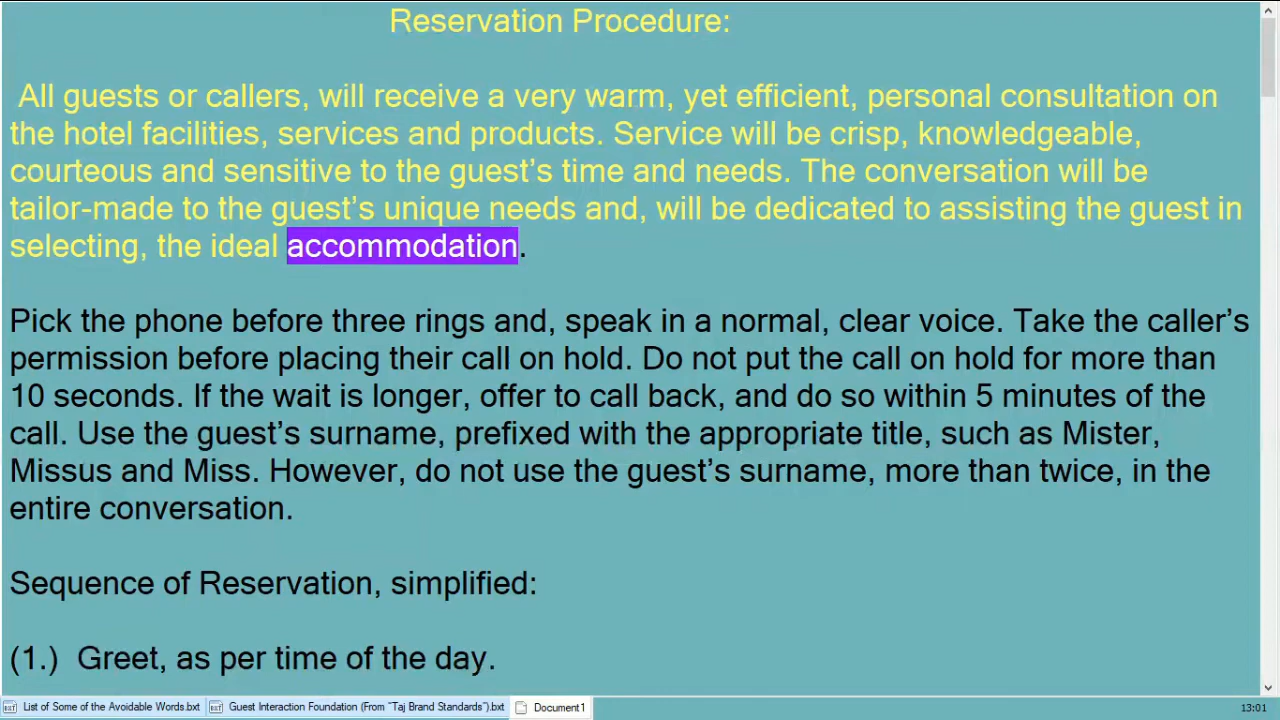 Reservation Procedure:
All guests or callers, will receive a very warm, yet efficient, personal consultation on
the hotel facilities, services and products. Service will be crisp, knowledgeable,
courteous and sensitive to the guest’s time and needs. The conversation will be
tailor-made to the guest’s unique needs and, will be dedicated to assisting the guest in
selecting, the ideal accommodation.
Pick the phone before three rings and, speak in a normal, clear voice. Take the caller’s
permission before placing their call on hold. Do not put the call on hold for more than
10 seconds. If the wait is longer, offer to call back, and do so within 5 minutes of the
call. Use the guest’s surname, prefixed with the appropriate title, such as Mister,
Missus and Miss. However, do not use the guest’s surname, more than twice, in the
entire conversation.
Sequence of Reservation, simplified:
(1.)  Greet, as per time of the day.
List of Some of the Avoidable Words.bxt
Guest Interaction Foundation (From "Taj Brand Standards").bxt
Document1
13:01